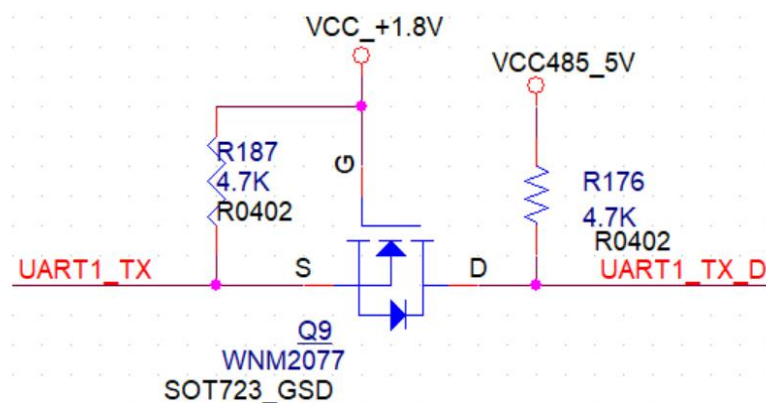 VCC_+1.8V
VCC485_5V
R187
4.7K
R0402
G
R176
4.7K
R0402
UART1_TX
S
D
UART1_TX_D
Q9
WNM2077
SOT723_GSD